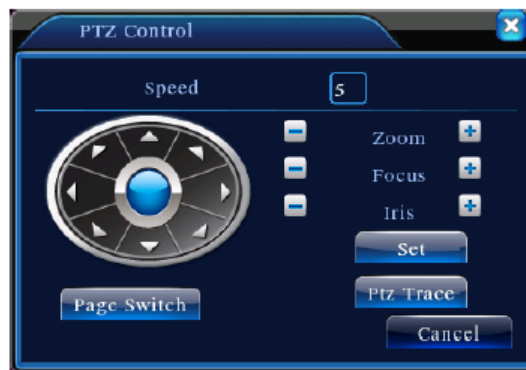 PTZ Control
Speed 5
Zoom
Focus
Iris
Set
Page Switch
Ptz Trace
Cancel